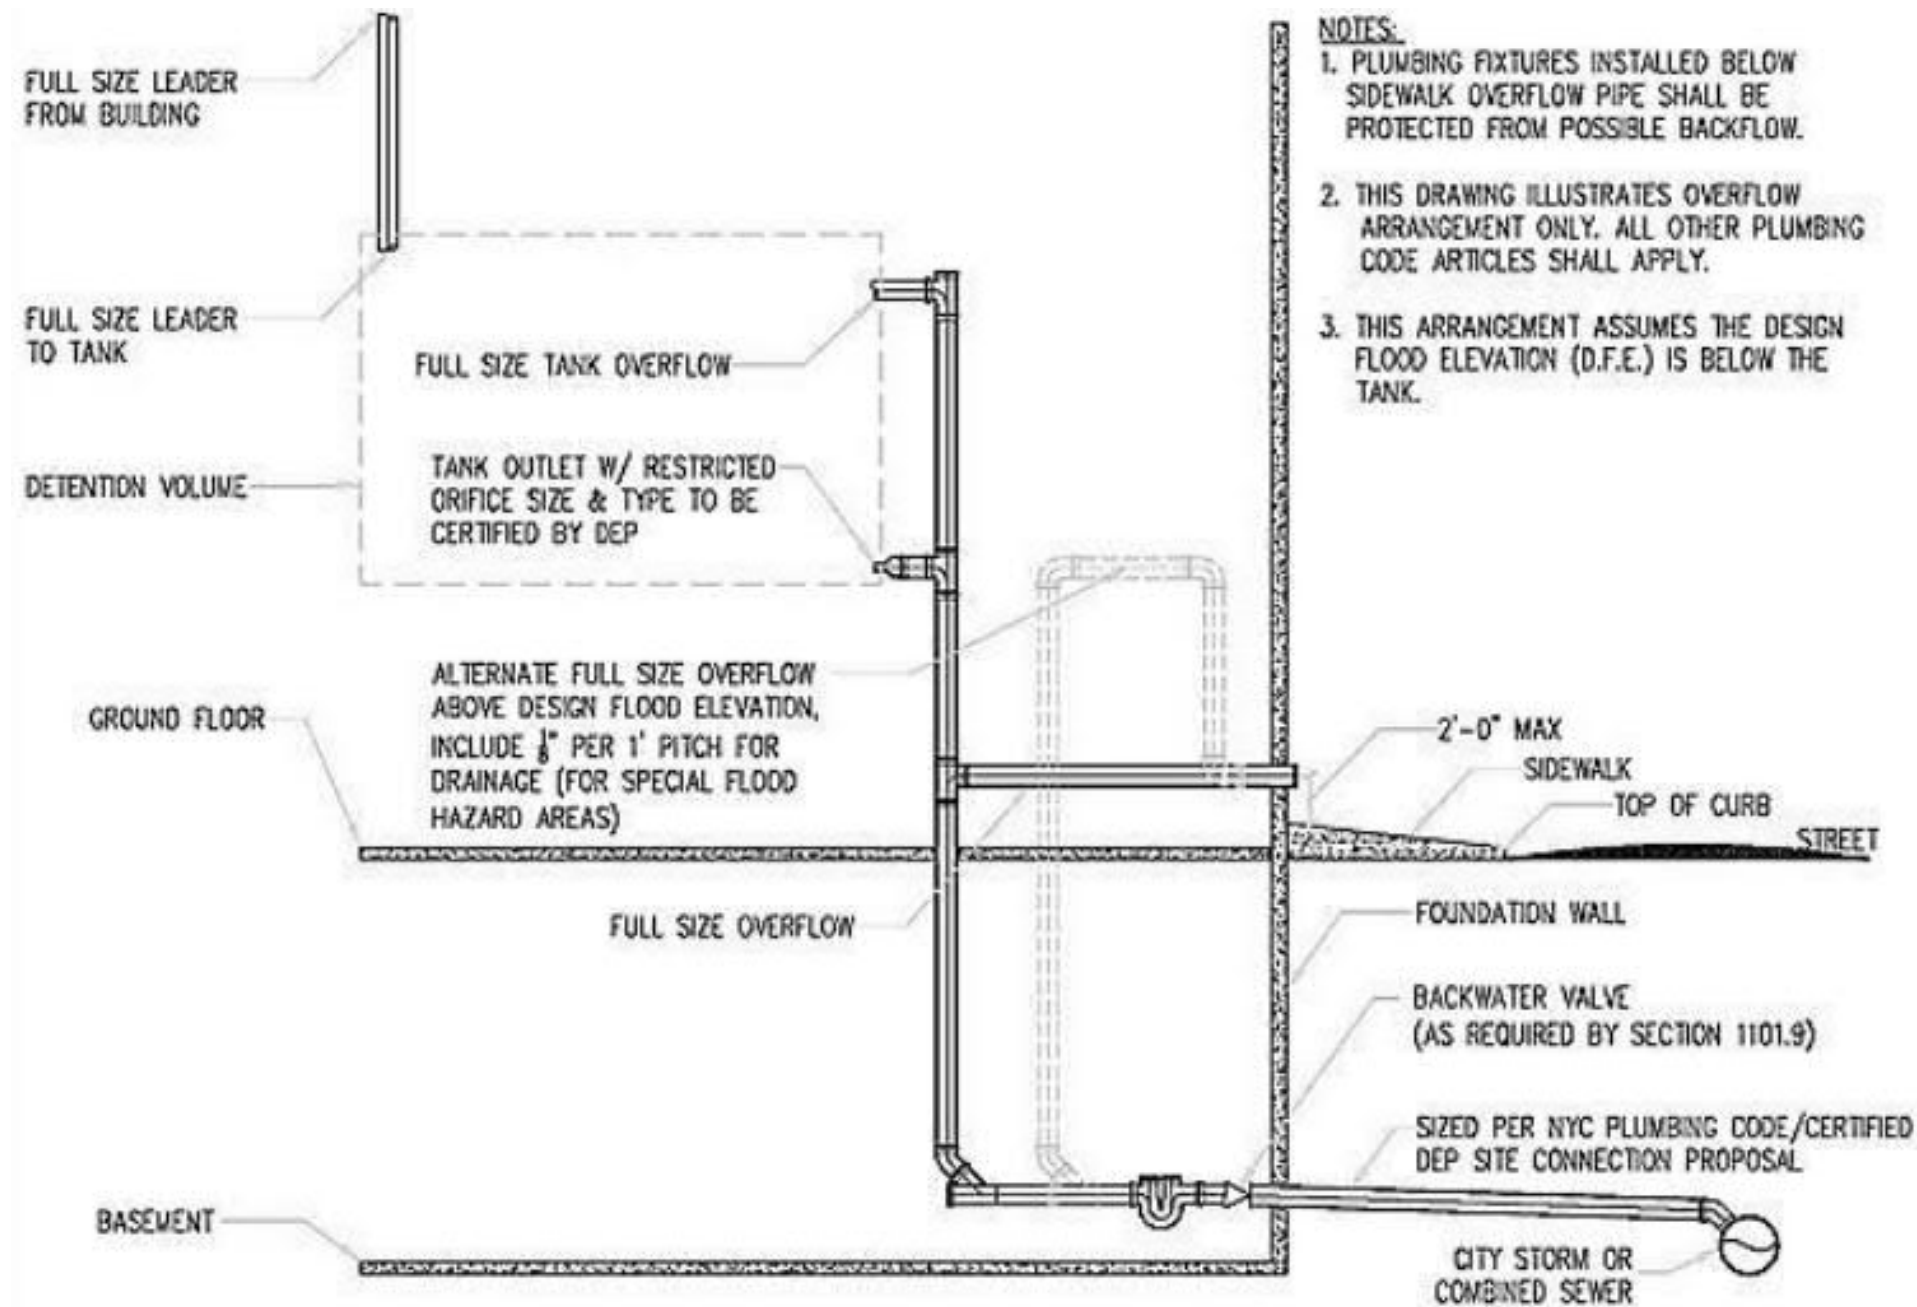 NOTES:
1. PLUMBING FIXTURES INSTALLED BELOW
SIDEWALK OVERFLOW PIPE SHALL BE
PROTECTED FROM POSSIBLE BACKFLOW.
2. THIS DRAWING ILLUSTRATES OVERFLOW
ARRANGEMENT ONLY. ALL OTHER PLUMBING
CODE ARTICLES SHALL APPLY.
3. THIS ARRANGEMENT ASSUMES THE DESIGN
FLOOD ELEVATION (D.F.E.) IS BELOW THE
TANK.
FULL SIZE LEADER
FROM BUILDING
FULL SIZE LEADER
TO TANK
FULL SIZE TANK OVERFLOW
DETENTION VOLUME
TANK OUTLET W/ RESTRICTED
ORIFICE SIZE & TYPE TO BE
CERTIFIED BY DEP
ALTERNATE FULL SIZE OVERFLOW
ABOVE DESIGN FLOOD ELEVATION,
INCLUDE 1/8" PER 1' PITCH FOR
DRAINAGE (FOR SPECIAL FLOOD
HAZARD AREAS)
GROUND FLOOR
2'-0" MAX
SIDEWALK
TOP OF CURB
STREET
FULL SIZE OVERFLOW
FOUNDATION WALL
BACKWATER VALVE
(AS REQUIRED BY SECTION 1101.9)
SIZED PER NYC PLUMBING CODE/CERTIFIED
DEP SITE CONNECTION PROPOSAL
BASEMENT
CITY STORM OR
COMBINED SEWER